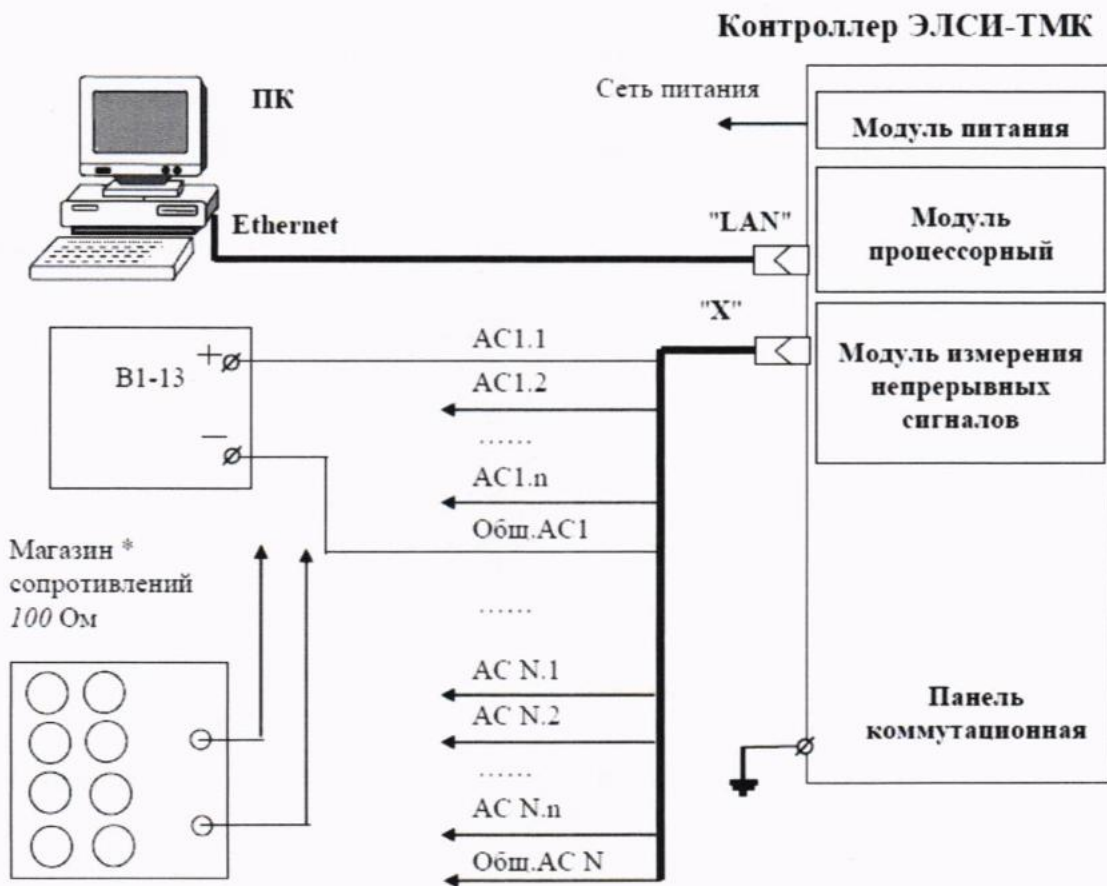 Контроллер ЭЛСИ-ТМК
ПК
Сеть питания
Модуль питания
Ethernet
"LAN"
Модуль
процессорный
"X"
В1-13
+
−
АС1.1
АС1.2
......
АС1.n
Общ.АС1
Модуль измерения
непрерывных
сигналов
Магазин *
сопротивлений
100 Ом
......
АС N.1
АС N.2
......
АС N.n
Общ.АС N
Панель
коммутационная